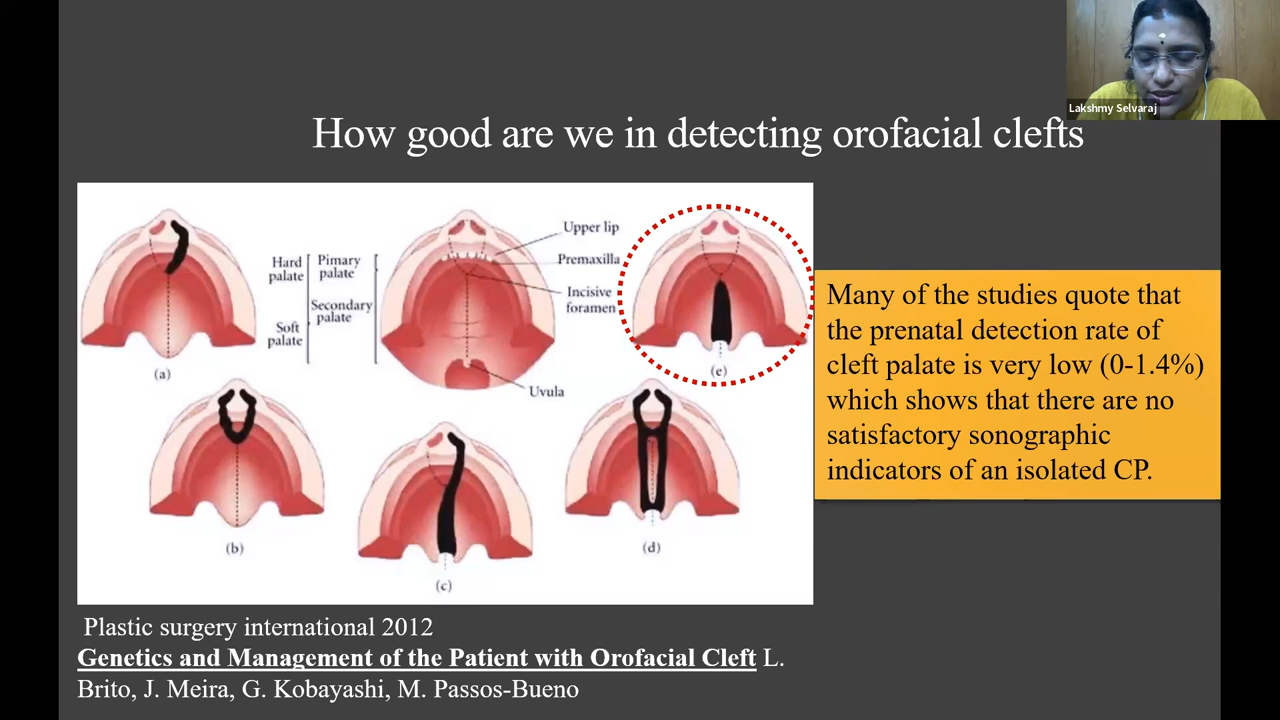 Lakshmy Selvaraj
How good are we in detecting orofacial clefts
(a)
Hard
palate
Pimary
palate
Secondary
palate
Soft
palate
Upper lip
Premaxilla
Incisive
foramen
Uvula
(e)
(b)
(c)
(d)
Many of the studies quote that
the prenatal detection rate of
cleft palate is very low (0-1.4%)
which shows that there are no
satisfactory sonographic
indicators of an isolated CP.
Plastic surgery international 2012
Genetics and Management of the Patient with Orofacial Cleft L.
Brito, J. Meira, G. Kobayashi, M. Passos-Bueno